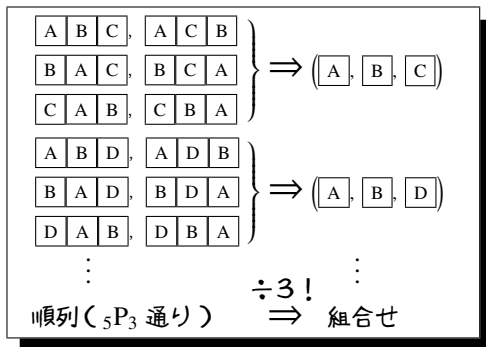 A B C, A C B
B A C, B C A ⇒ (A, B, C)
C A B, C B A
A B D, A D B
B A D, B D A ⇒ (A, B, D)
D A B, D B A
⋮ ⋮
÷3!
順列( ₅P₃ 通り) ⇒ 組合せ